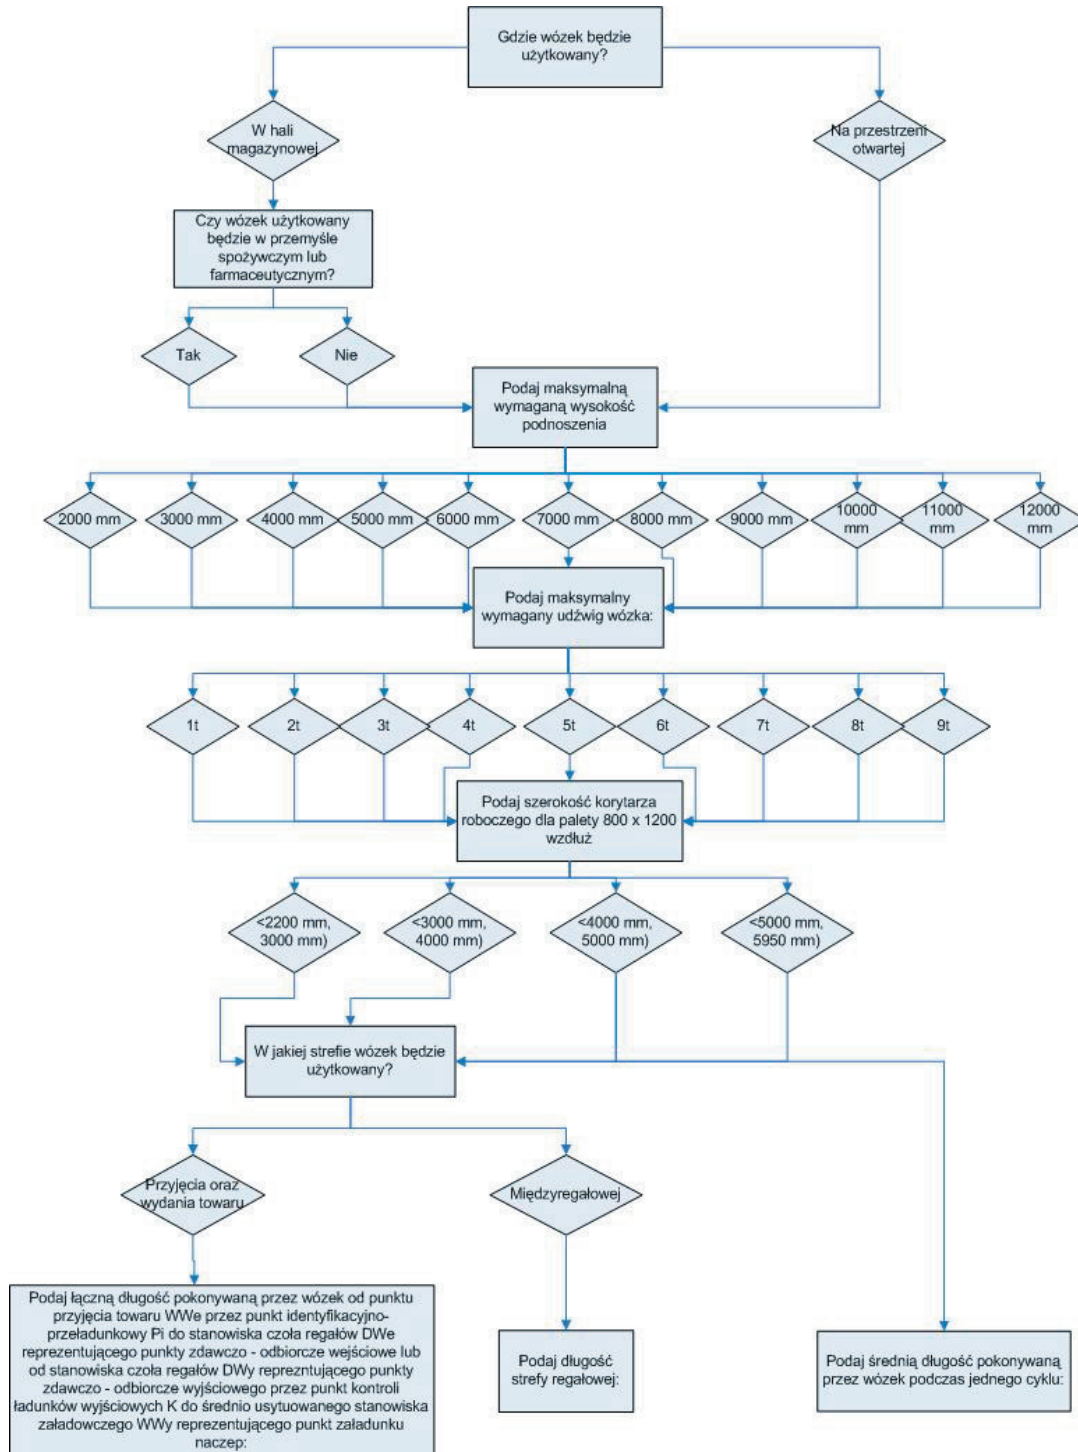 Gdzie wózek będzie
użytkowany?
W hali
magazynowej
Na przestrzeni
otwartej
Czy wózek użytkowany
będzie w przemyśle
spożywczym lub
farmaceutycznym?
Tak
Nie
Podaj maksymalną
wymaganą wysokość
podnoszenia
2000 mm
3000 mm
4000 mm
5000 mm
6000 mm
7000 mm
8000 mm
9000 mm
10000
mm
11000
mm
12000
mm
Podaj maksymalny
wymagany udźwig wózka:
1t
2t
3t
4t
5t
6t
7t
8t
9t
Podaj szerokość korytarza
roboczego dla palety 800 x 1200
wzdłuż
<2200 mm,
3000 mm)
<3000 mm,
4000 mm)
<4000 mm,
5000 mm)
<5000 mm,
5950 mm)
W jakiej strefie wózek będzie
użytkowany?
Przyjęcia oraz
wydania towaru
Międzyregałowej
Podaj łączną długość pokonywaną przez wózek od punktu
przyjęcia towaru WWe przez punkt identyfikacyjno-
przeładunkowy Pi do stanowiska czoła regałów DWe
reprezentującego punkty zdawczo - odbiorcze wejściowe lub
od stanowiska czoła regałów DWy reprezntującego punkty
zdawczo - odbiorcze wyjściowego przez punkt kontroli
ładunków wyjściowych K do średnio usytuowanego stanowiska
załadowczego WWy reprezentującego punkt załadunku
naczep:
Podaj długość
strefy regałowej:
Podaj średnią długość pokonywaną
przez wózek podczas jednego cyklu: